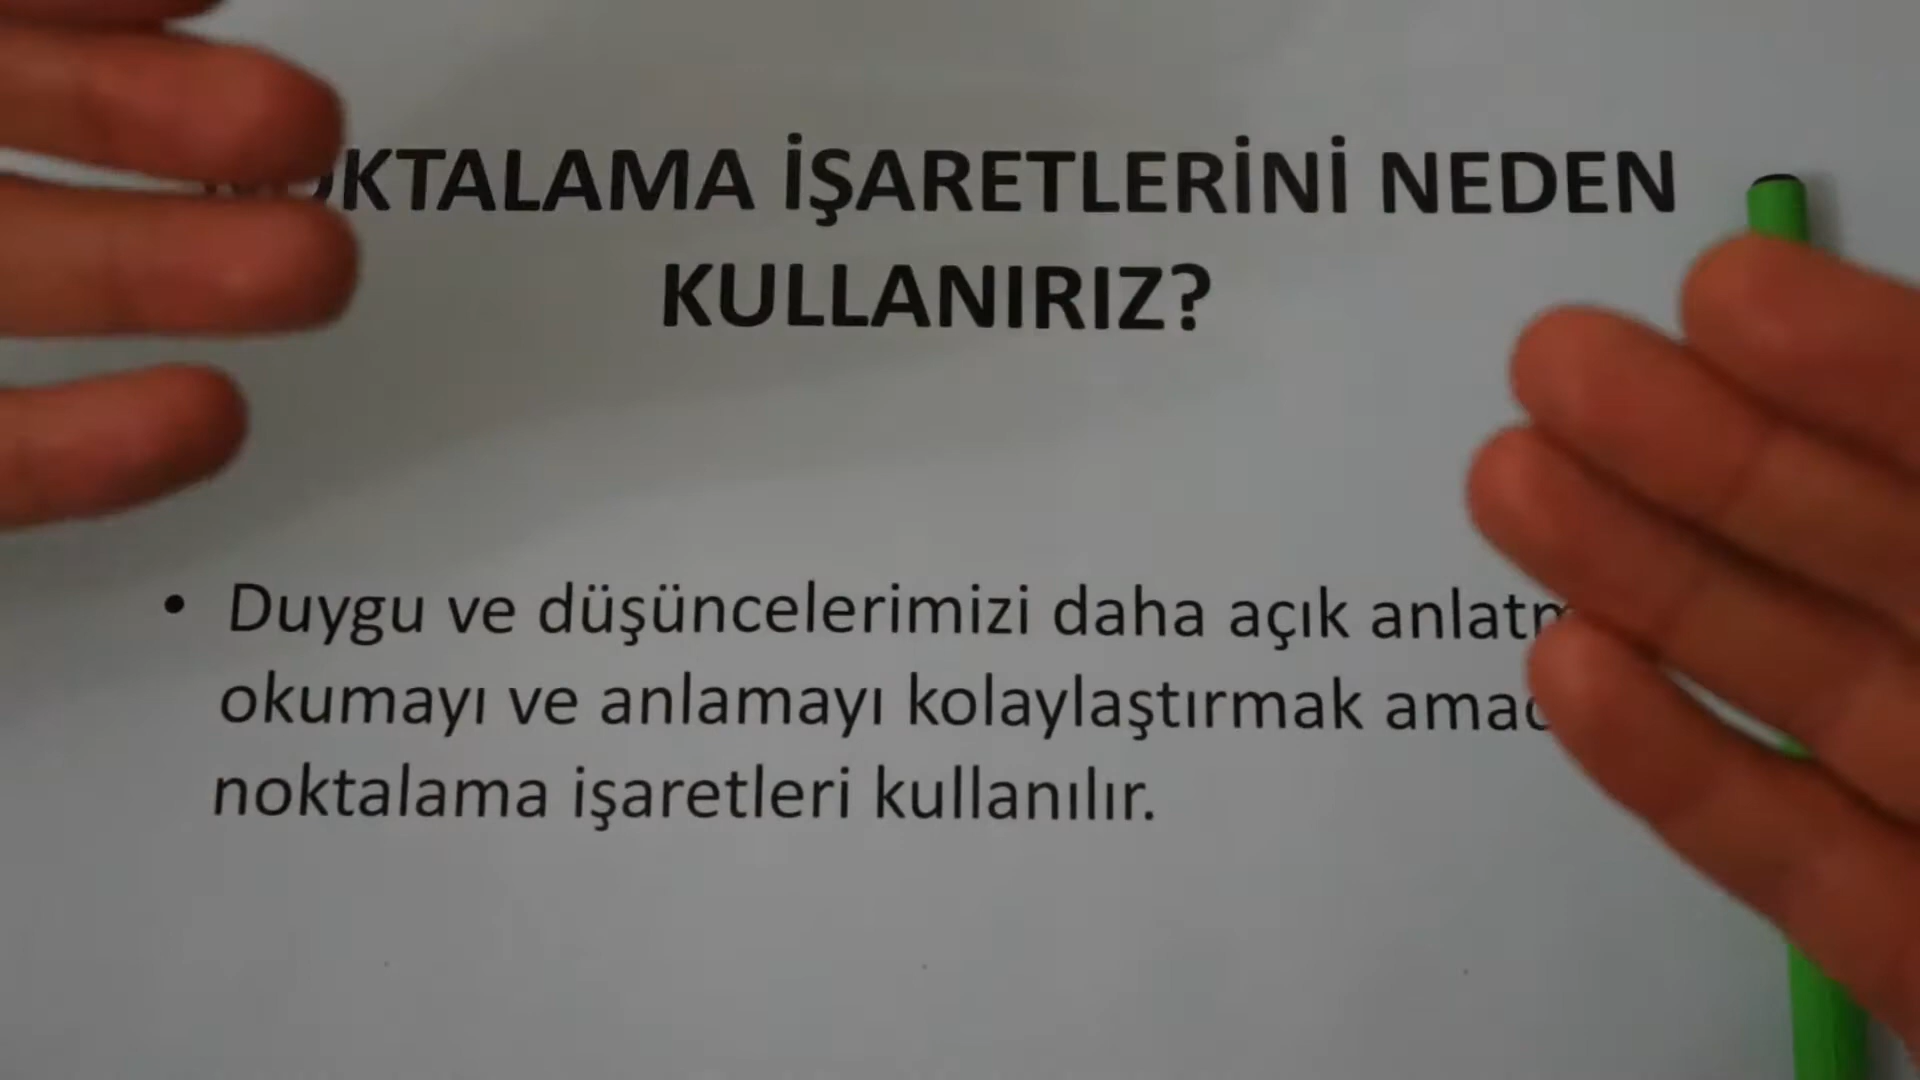 İŞARETLERİNİ NEDEN
KULLANIRIZ?
• Duygu ve düşüncelerimizi daha açık
okumayı ve anlamayı kolaylaştırmak
noktalama işaretleri kullanılır.